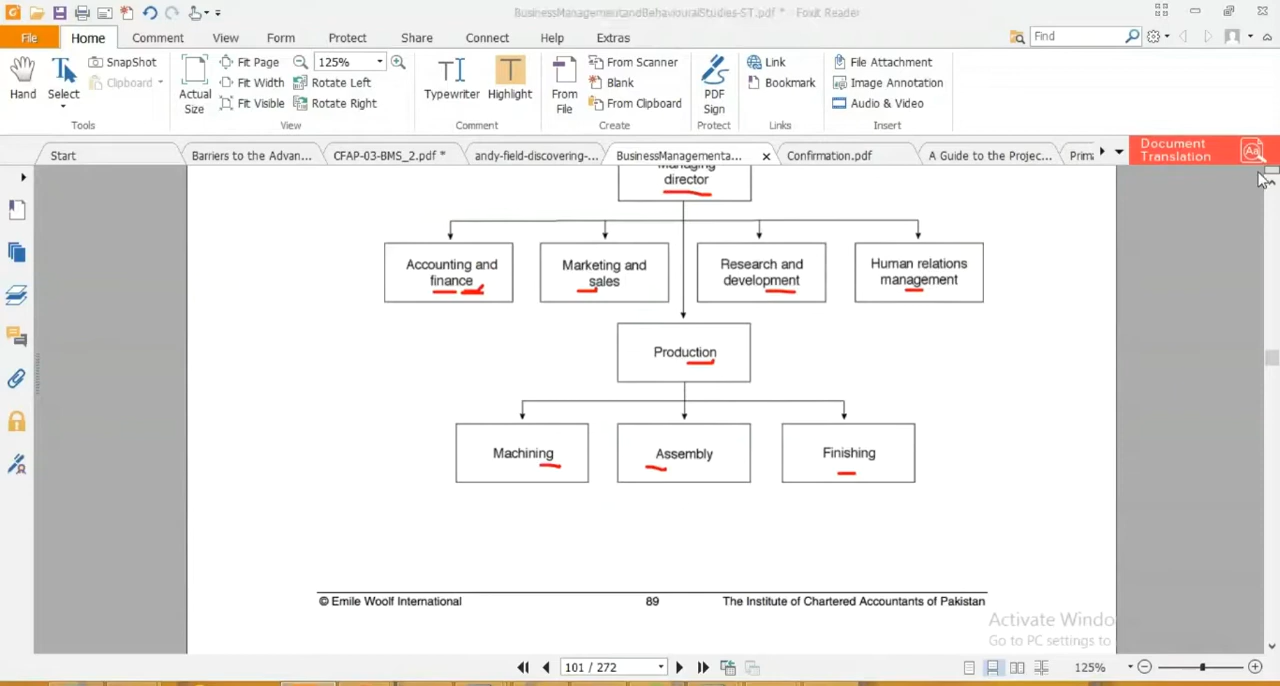 BusinessManagementandBehaviouralStudies-ST.pdf * - Foxit Reader
File Home Comment View Form Protect Share Connect Help Extras Find
Hand Select SnapShot Clipboard Actual Size Fit Page Fit Width Fit Visible 125% Rotate Left Rotate Right Typewriter Highlight From File From Scanner Blank From Clipboard PDF Sign Link Bookmark File Attachment Image Annotation Audio & Video
Tools View Comment Create Protect Links Insert
Start Barriers to the Advan... CFAP-03-BMS_2.pdf * andy-field-discovering-... BusinessManagementa... Confirmation.pdf A Guide to the Projec... Prima
Document
Translation
Managing
director
Accounting and
finance
Marketing and
sales
Research and
development
Human relations
management
Production
Machining
Assembly
Finishing
© Emile Woolf International 89 The Institute of Chartered Accountants of Pakistan
Activate Windo
Go to PC settings to
101 / 272 125%